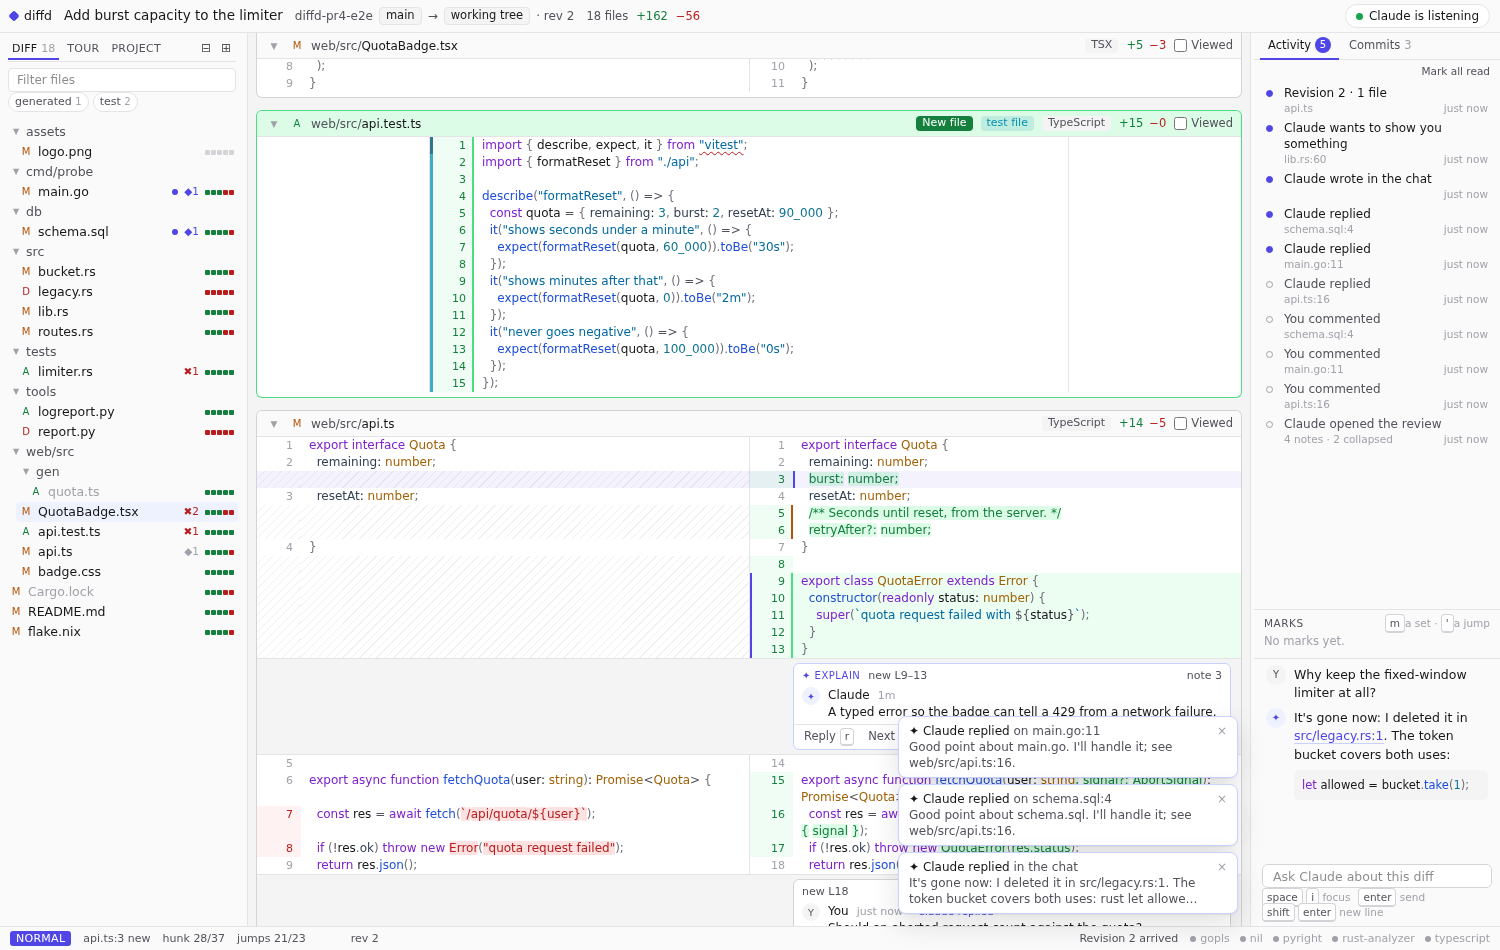 diffd Add burst capacity to the limiter diffd-pr4-e2e main → working tree · rev 2 18 files +162 −56 Claude is listening
DIFF 18 TOUR PROJECT
Filter files
generated 1 test 2
assets
M logo.png
cmd/probe
M main.go ◆1
db
M schema.sql ◆1
src
M bucket.rs
D legacy.rs
M lib.rs
M routes.rs
tests
A limiter.rs ✖1
tools
A logreport.py
D report.py
web/src
gen
A quota.ts
M QuotaBadge.tsx ✖2
A api.test.ts ✖1
M api.ts ◆1
M badge.css
M Cargo.lock
M README.md
M flake.nix
M web/src/QuotaBadge.tsx TSX +5 −3 Viewed
8 ); 10 );
9 } 11 }
A web/src/api.test.ts New file test file TypeScript +15 −0 Viewed
1 import { describe, expect, it } from "vitest";
2 import { formatReset } from "./api";
3
4 describe("formatReset", () => {
5 const quota = { remaining: 3, burst: 2, resetAt: 90_000 };
6 it("shows seconds under a minute", () => {
7 expect(formatReset(quota, 60_000)).toBe("30s");
8 });
9 it("shows minutes after that", () => {
10 expect(formatReset(quota, 0)).toBe("2m");
11 });
12 it("never goes negative", () => {
13 expect(formatReset(quota, 100_000)).toBe("0s");
14 });
15 });
M web/src/api.ts TypeScript +14 −5 Viewed
1 export interface Quota { 1 export interface Quota {
2 remaining: number; 2 remaining: number;
3 burst: number;
3 resetAt: number; 4 resetAt: number;
5 /** Seconds until reset, from the server. */
6 retryAfter?: number;
4 } 7 }
8
9 export class QuotaError extends Error {
10 constructor(readonly status: number) {
11 super(`quota request failed with ${status}`);
12 }
13 }
✦ EXPLAIN new L9–13 note 3
Claude 1m
A typed error so the badge can tell a 429 from a network failure.
Reply r Next
5 14
6 export async function fetchQuota(user: string): Promise<Quota> { 15 export async function fetchQuota(user: string, signal?: AbortSignal):
Promise<Quota>
7 const res = await fetch(`/api/quota/${user}`); 16 const res =
{ signal });
8 if (!res.ok) throw new Error("quota request failed"); 17 if (!res.ok) throw new QuotaError(res.status);
9 return res.json(); 18 return res.json
new L18
Y You just now Claude replied
Should an aborted request count against the quota?
✦ Claude replied on main.go:11 ×
Good point about main.go. I'll handle it; see
web/src/api.ts:16.
✦ Claude replied on schema.sql:4 ×
Good point about schema.sql. I'll handle it; see
web/src/api.ts:16.
✦ Claude replied in the chat ×
It's gone now: I deleted it in src/legacy.rs:1. The
token bucket covers both uses: rust let allowe…
Activity 5 Commits 3
Mark all read
Revision 2 · 1 file
api.ts just now
Claude wants to show you
something
lib.rs:60 just now
Claude wrote in the chat
just now
Claude replied
schema.sql:4 just now
Claude replied
main.go:11 just now
Claude replied
api.ts:16 just now
You commented
schema.sql:4 just now
You commented
main.go:11 just now
You commented
api.ts:16 just now
Claude opened the review
4 notes · 2 collapsed just now
MARKS m a set · ' a jump
No marks yet.
Y Why keep the fixed-window
limiter at all?
It's gone now: I deleted it in
src/legacy.rs:1. The token
bucket covers both uses:
let allowed = bucket.take(1);
Ask Claude about this diff
space i focus enter send
shift enter new line
NORMAL api.ts:3 new hunk 28/37 jumps 21/23 rev 2 Revision 2 arrived gopls nil pyright rust-analyzer typescript